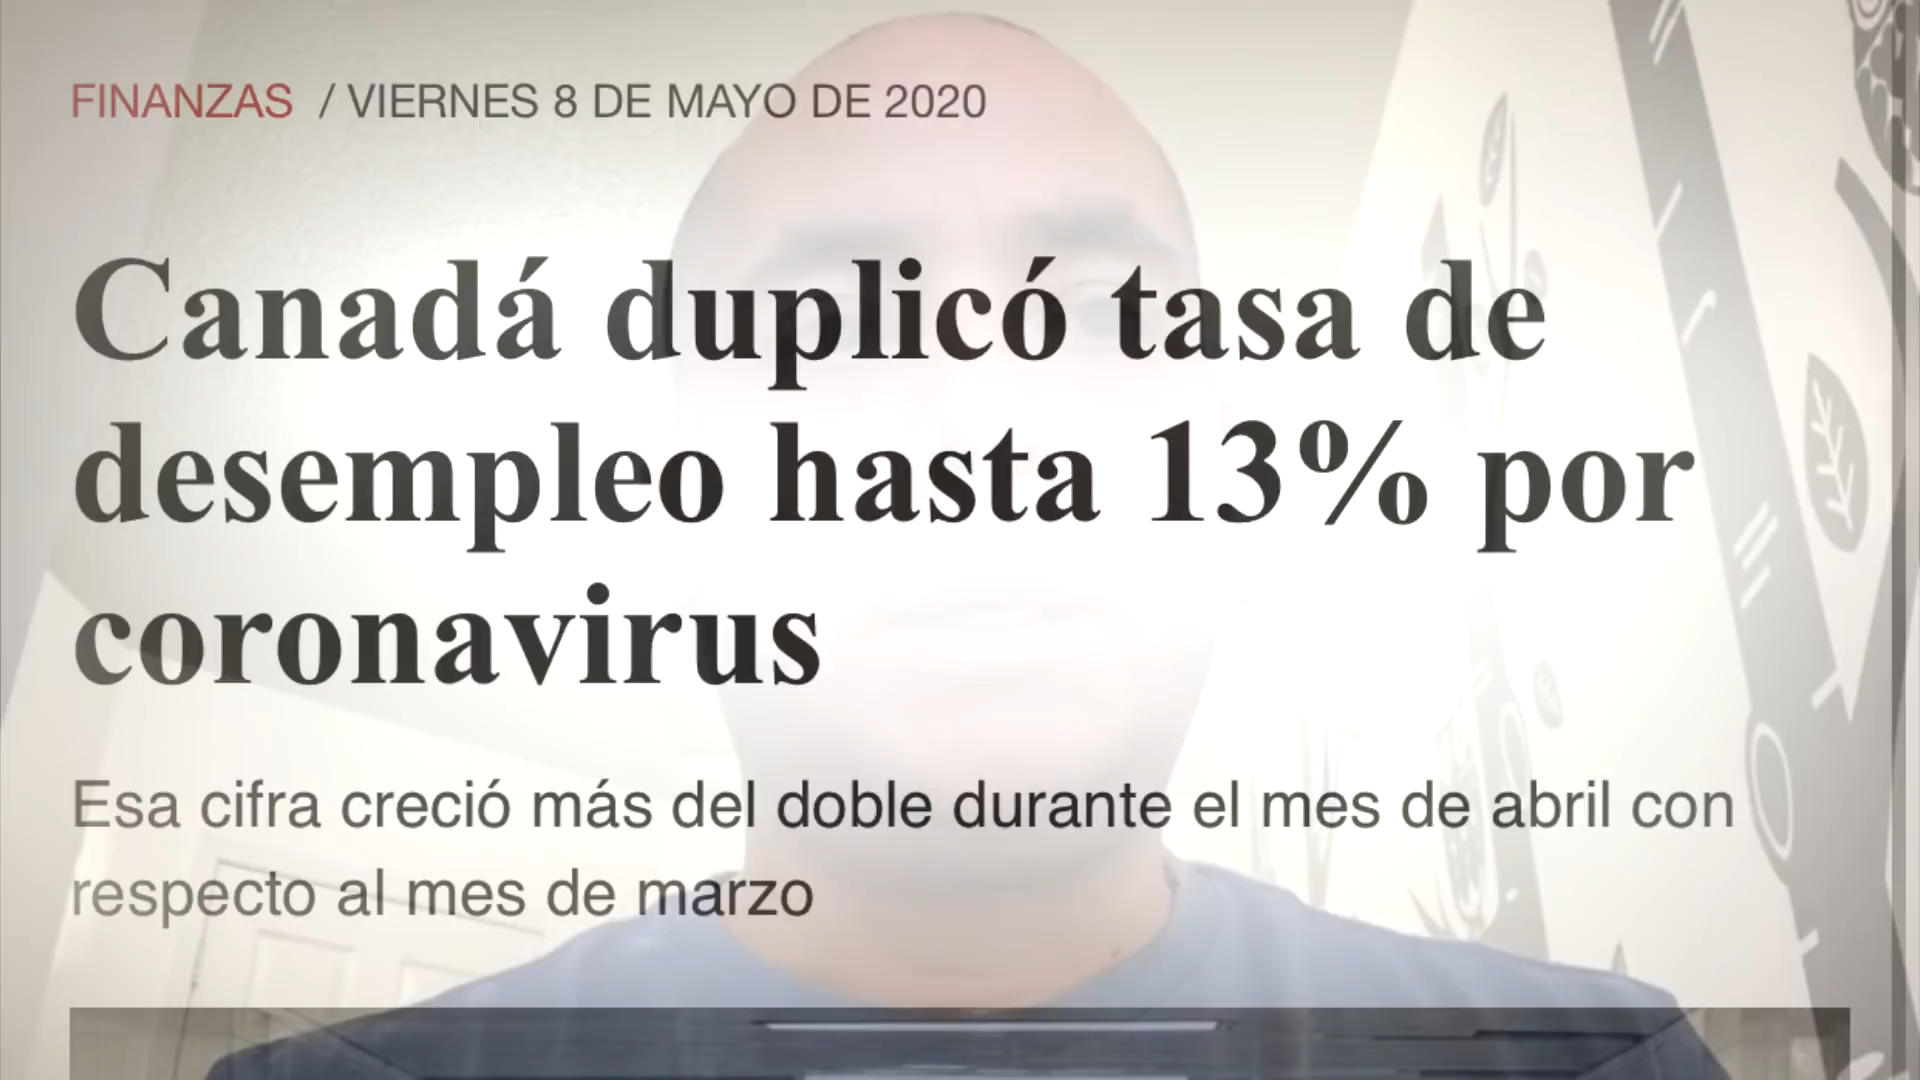 FINANZAS / VIERNES 8 DE MAYO DE 2020
Canadá duplicó tasa de
desempleo hasta 13% por
coronavirus
Esa cifra creció más del doble durante el mes de abril con
respecto al mes de marzo